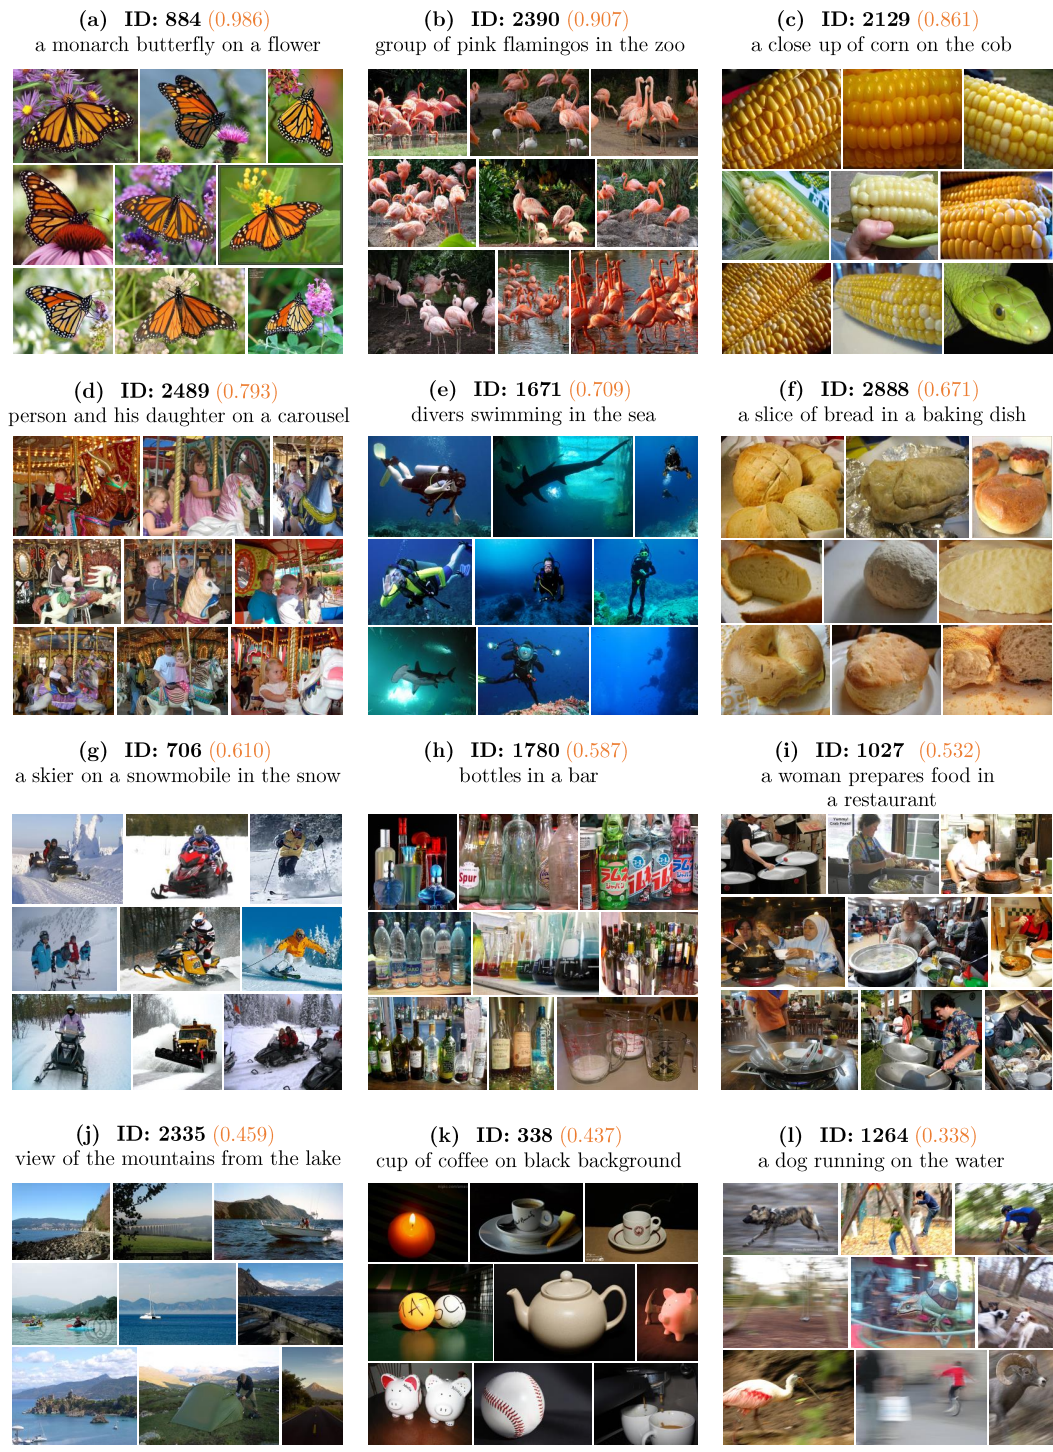 (a) ID: 884 (0.986)
a monarch butterfly on a flower
(b) ID: 2390 (0.907)
group of pink flamingos in the zoo
(c) ID: 2129 (0.861)
a close up of corn on the cob
(d) ID: 2489 (0.793)
person and his daughter on a carousel
(e) ID: 1671 (0.709)
divers swimming in the sea
(f) ID: 2888 (0.671)
a slice of bread in a baking dish
(g) ID: 706 (0.610)
a skier on a snowmobile in the snow
(h) ID: 1780 (0.587)
bottles in a bar
Spur
ラムネ
ラムネ
(i) ID: 1027 (0.532)
a woman prepares food in
a restaurant
(j) ID: 2335 (0.459)
view of the mountains from the lake
(k) ID: 338 (0.437)
cup of coffee on black background
(l) ID: 1264 (0.338)
a dog running on the water